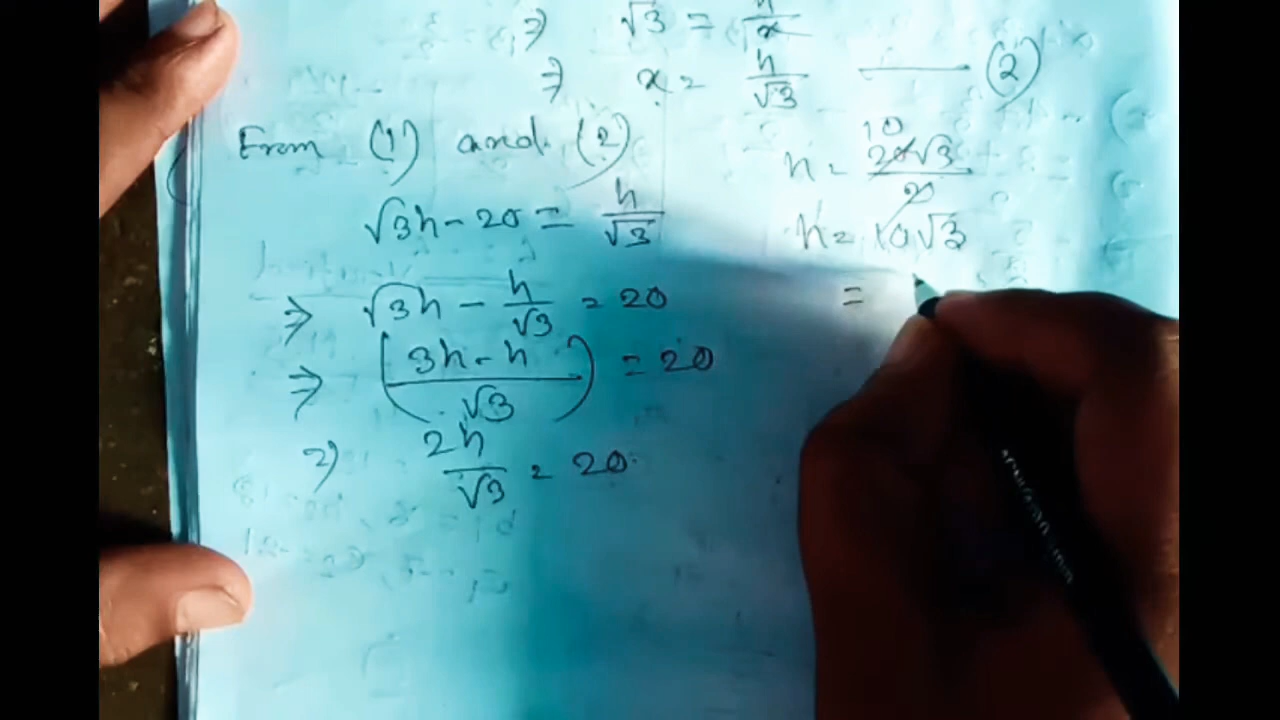 ⇒ √3 = h/x
⇒ x = h/√3 ——— (2)
From (1) and (2)
√3h - 20 = h/√3
⇒ √3h - h/√3 = 20
⇒ (3h - h/√3) = 20
⇒ 2h/√3 = 20
10
h = 20√3/2
h = 10√3
=